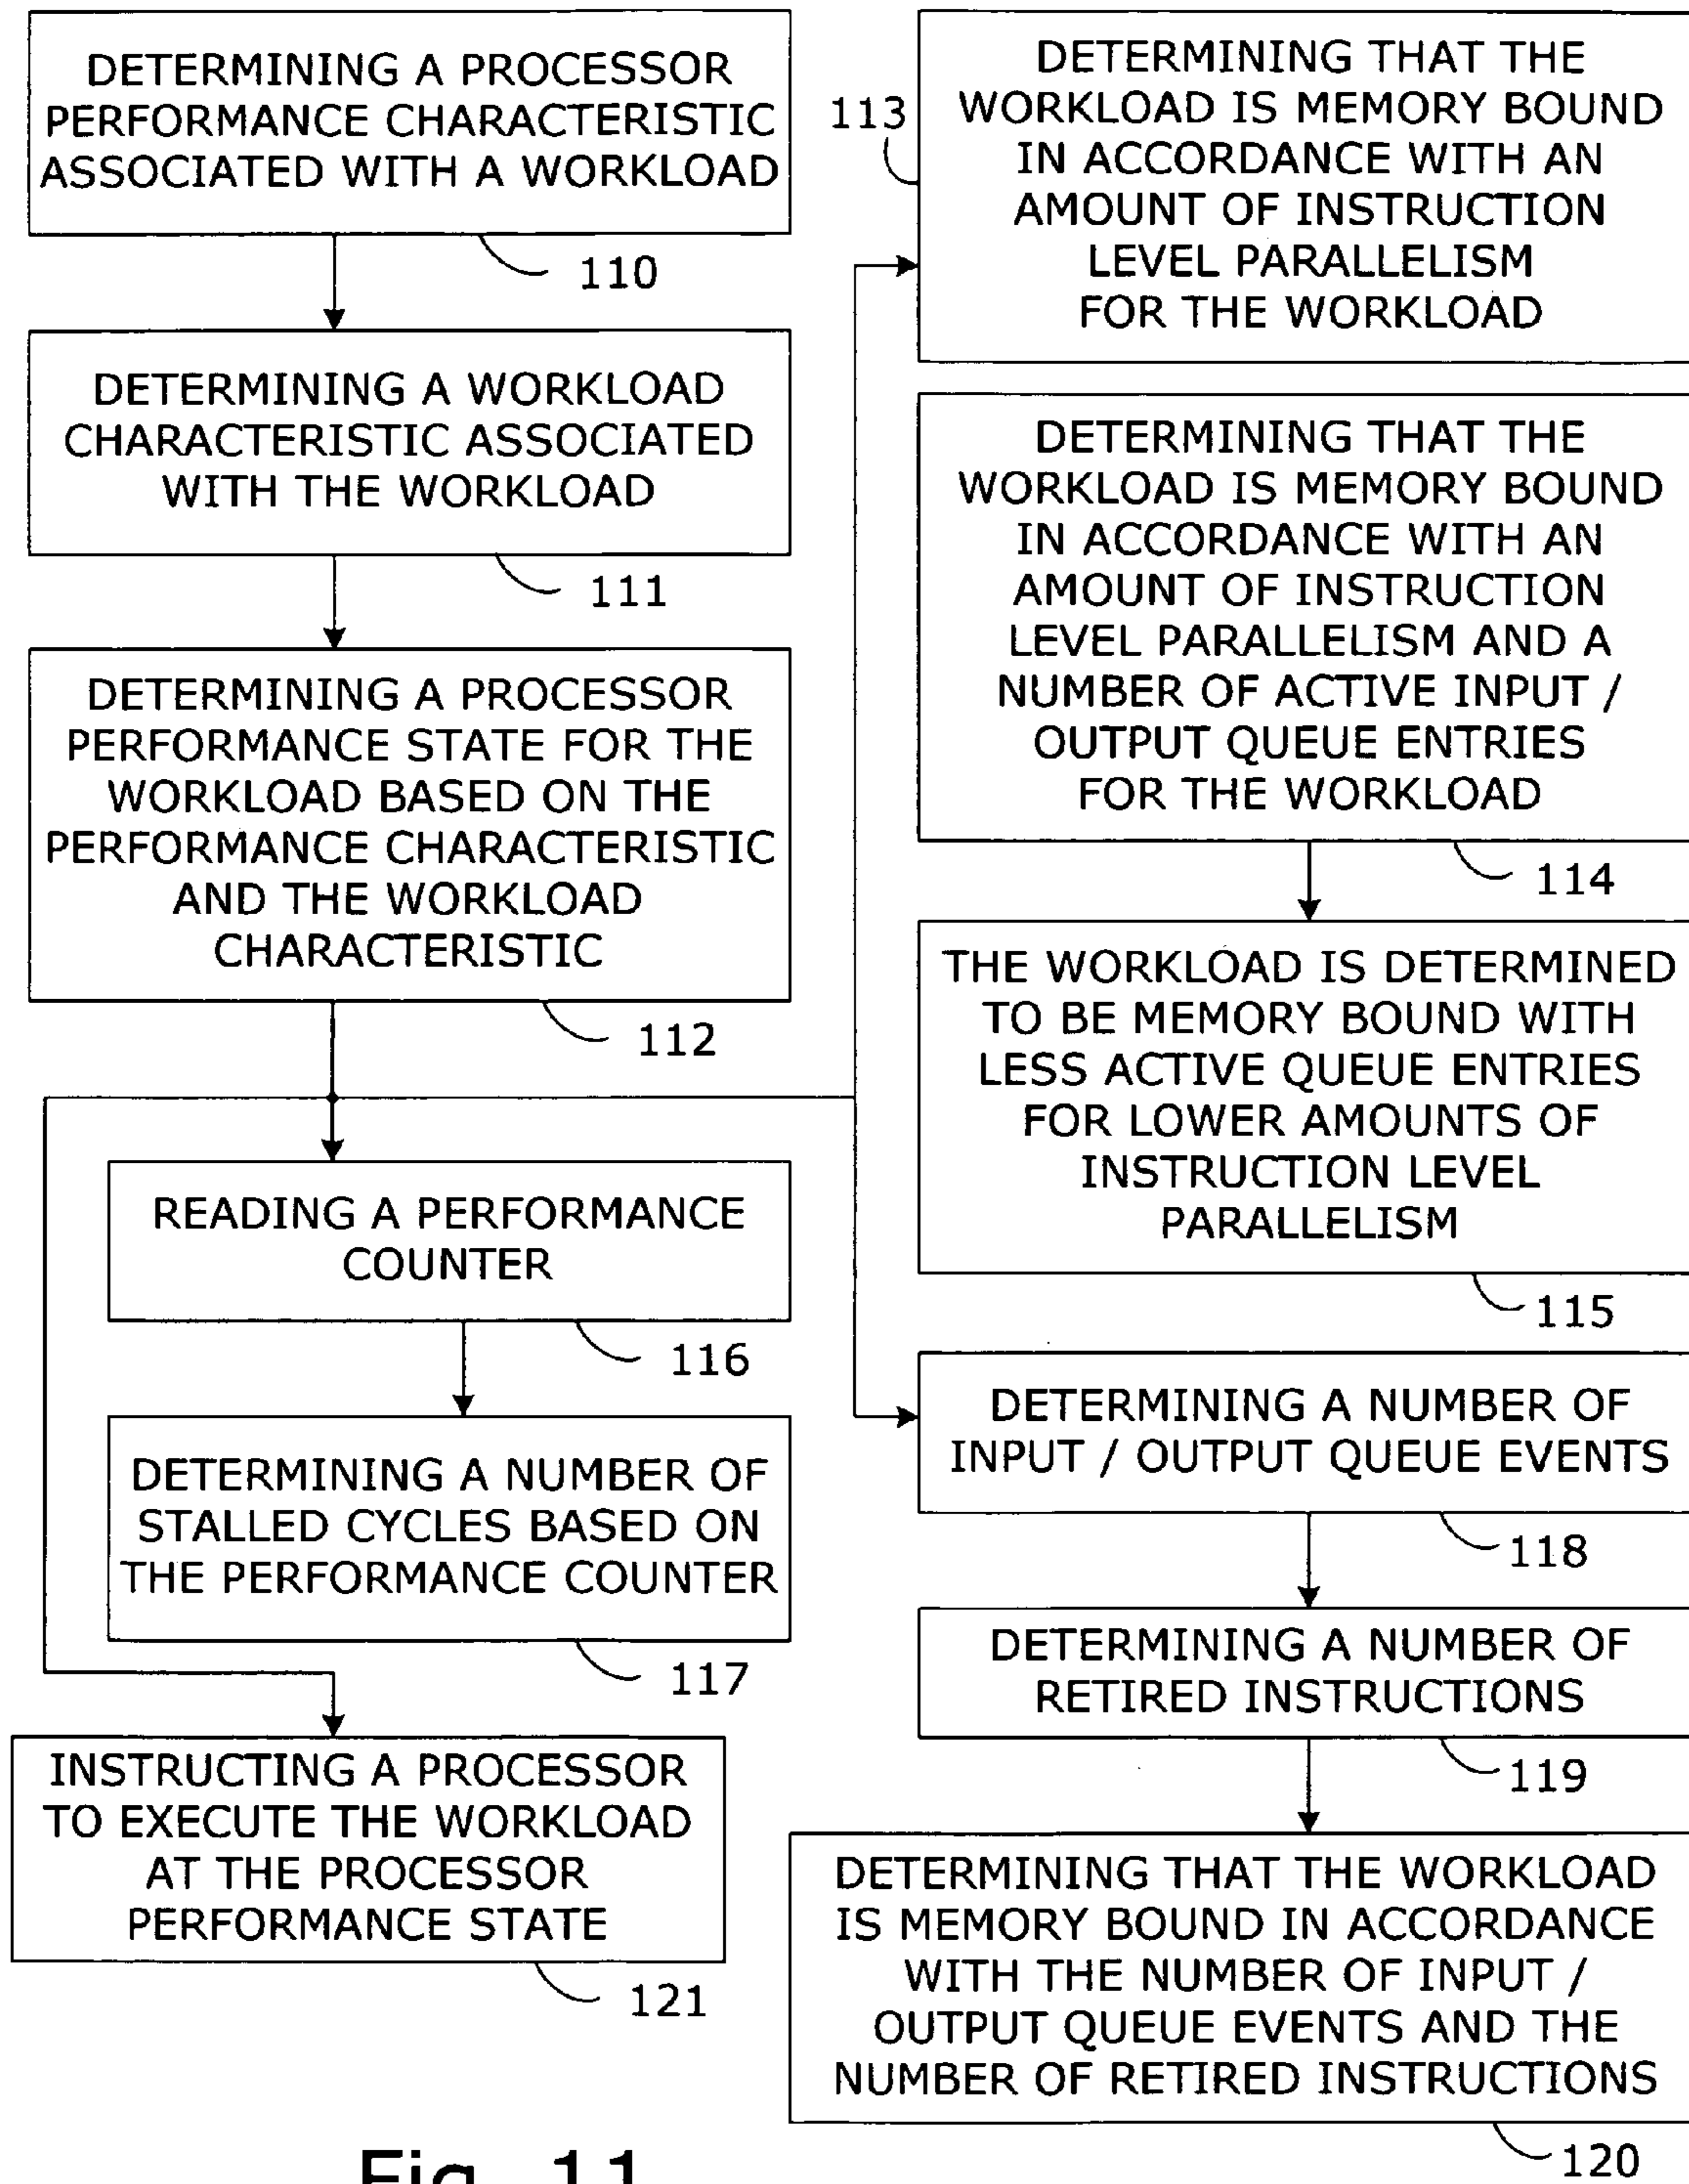 DETERMINING A PROCESSOR
PERFORMANCE CHARACTERISTIC
ASSOCIATED WITH A WORKLOAD
110
DETERMINING A WORKLOAD
CHARACTERISTIC ASSOCIATED
WITH THE WORKLOAD
111
DETERMINING A PROCESSOR
PERFORMANCE STATE FOR THE
WORKLOAD BASED ON THE
PERFORMANCE CHARACTERISTIC
AND THE WORKLOAD
CHARACTERISTIC
112
READING A PERFORMANCE
COUNTER
116
DETERMINING A NUMBER OF
STALLED CYCLES BASED ON
THE PERFORMANCE COUNTER
117
INSTRUCTING A PROCESSOR
TO EXECUTE THE WORKLOAD
AT THE PROCESSOR
PERFORMANCE STATE
121
113
DETERMINING THAT THE
WORKLOAD IS MEMORY BOUND
IN ACCORDANCE WITH AN
AMOUNT OF INSTRUCTION
LEVEL PARALLELISM
FOR THE WORKLOAD
DETERMINING THAT THE
WORKLOAD IS MEMORY BOUND
IN ACCORDANCE WITH AN
AMOUNT OF INSTRUCTION
LEVEL PARALLELISM AND A
NUMBER OF ACTIVE INPUT /
OUTPUT QUEUE ENTRIES
FOR THE WORKLOAD
114
THE WORKLOAD IS DETERMINED
TO BE MEMORY BOUND WITH
LESS ACTIVE QUEUE ENTRIES
FOR LOWER AMOUNTS OF
INSTRUCTION LEVEL
PARALLELISM
115
DETERMINING A NUMBER OF
INPUT / OUTPUT QUEUE EVENTS
118
DETERMINING A NUMBER OF
RETIRED INSTRUCTIONS
119
DETERMINING THAT THE WORKLOAD
IS MEMORY BOUND IN ACCORDANCE
WITH THE NUMBER OF INPUT /
OUTPUT QUEUE EVENTS AND THE
NUMBER OF RETIRED INSTRUCTIONS
120
Fig. 11